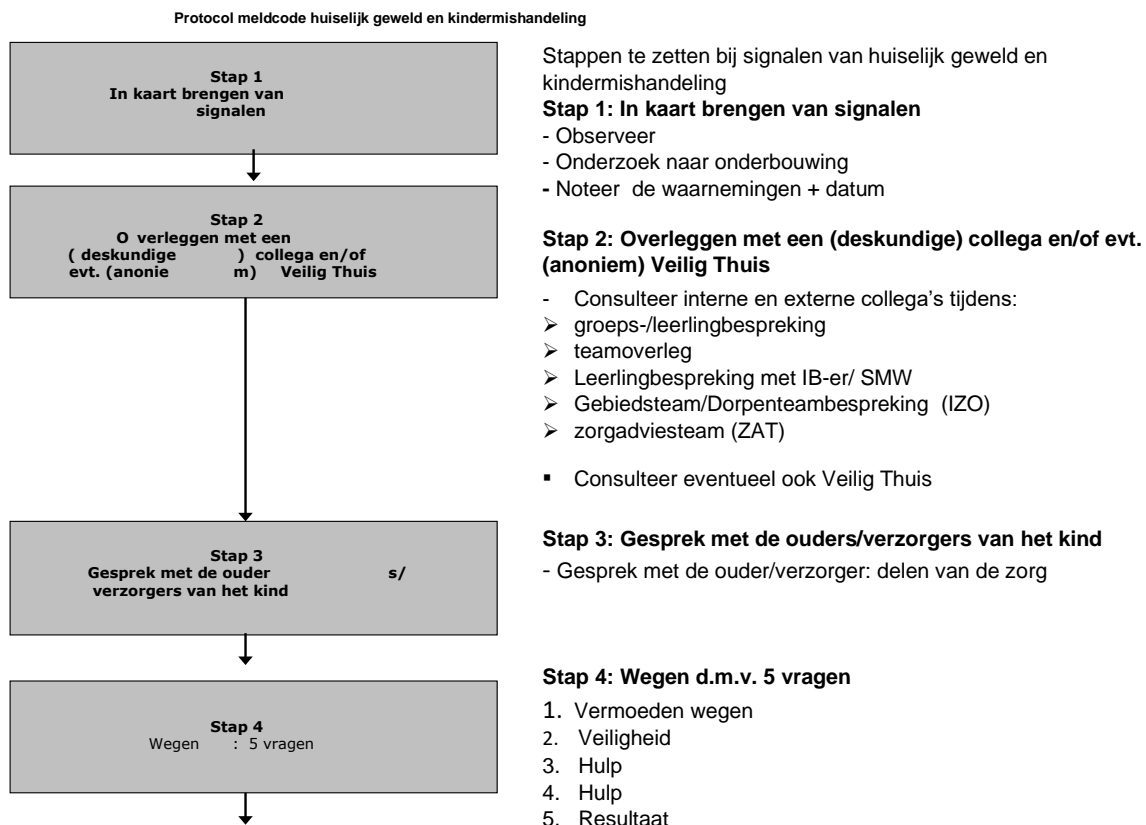 Protocol meldcode huiselijk geweld en kindermishandeling
Stap 1
In kaart brengen van
signalen
Stap 2
O verleggen met een
( deskundige ) collega en/of
evt. (anonie m) Veilig Thuis
Stap 3
Gesprek met de ouder s/
verzorgers van het kind
Stap 4
Wegen : 5 vragen
Stappen te zetten bij signalen van huiselijk geweld en
kindermishandeling
Stap 1: In kaart brengen van signalen
- Observeer
- Onderzoek naar onderbouwing
- Noteer de waarnemingen + datum
Stap 2: Overleggen met een (deskundige) collega en/of evt.
(anoniem) Veilig Thuis
- Consulteer interne en externe collega's tijdens:
➢ groeps-/leerlingbespreking
➢ teamoverleg
➢ Leerlingbespreking met IB-er/ SMW
➢ Gebiedsteam/Dorpenteambespreking (IZO)
➢ zorgadviesteam (ZAT)
▪ Consulteer eventueel ook Veilig Thuis
Stap 3: Gesprek met de ouders/verzorgers van het kind
- Gesprek met de ouder/verzorger: delen van de zorg
Stap 4: Wegen d.m.v. 5 vragen
1. Vermoeden wegen
2. Veiligheid
3. Hulp
4. Hulp
5. Resultaat